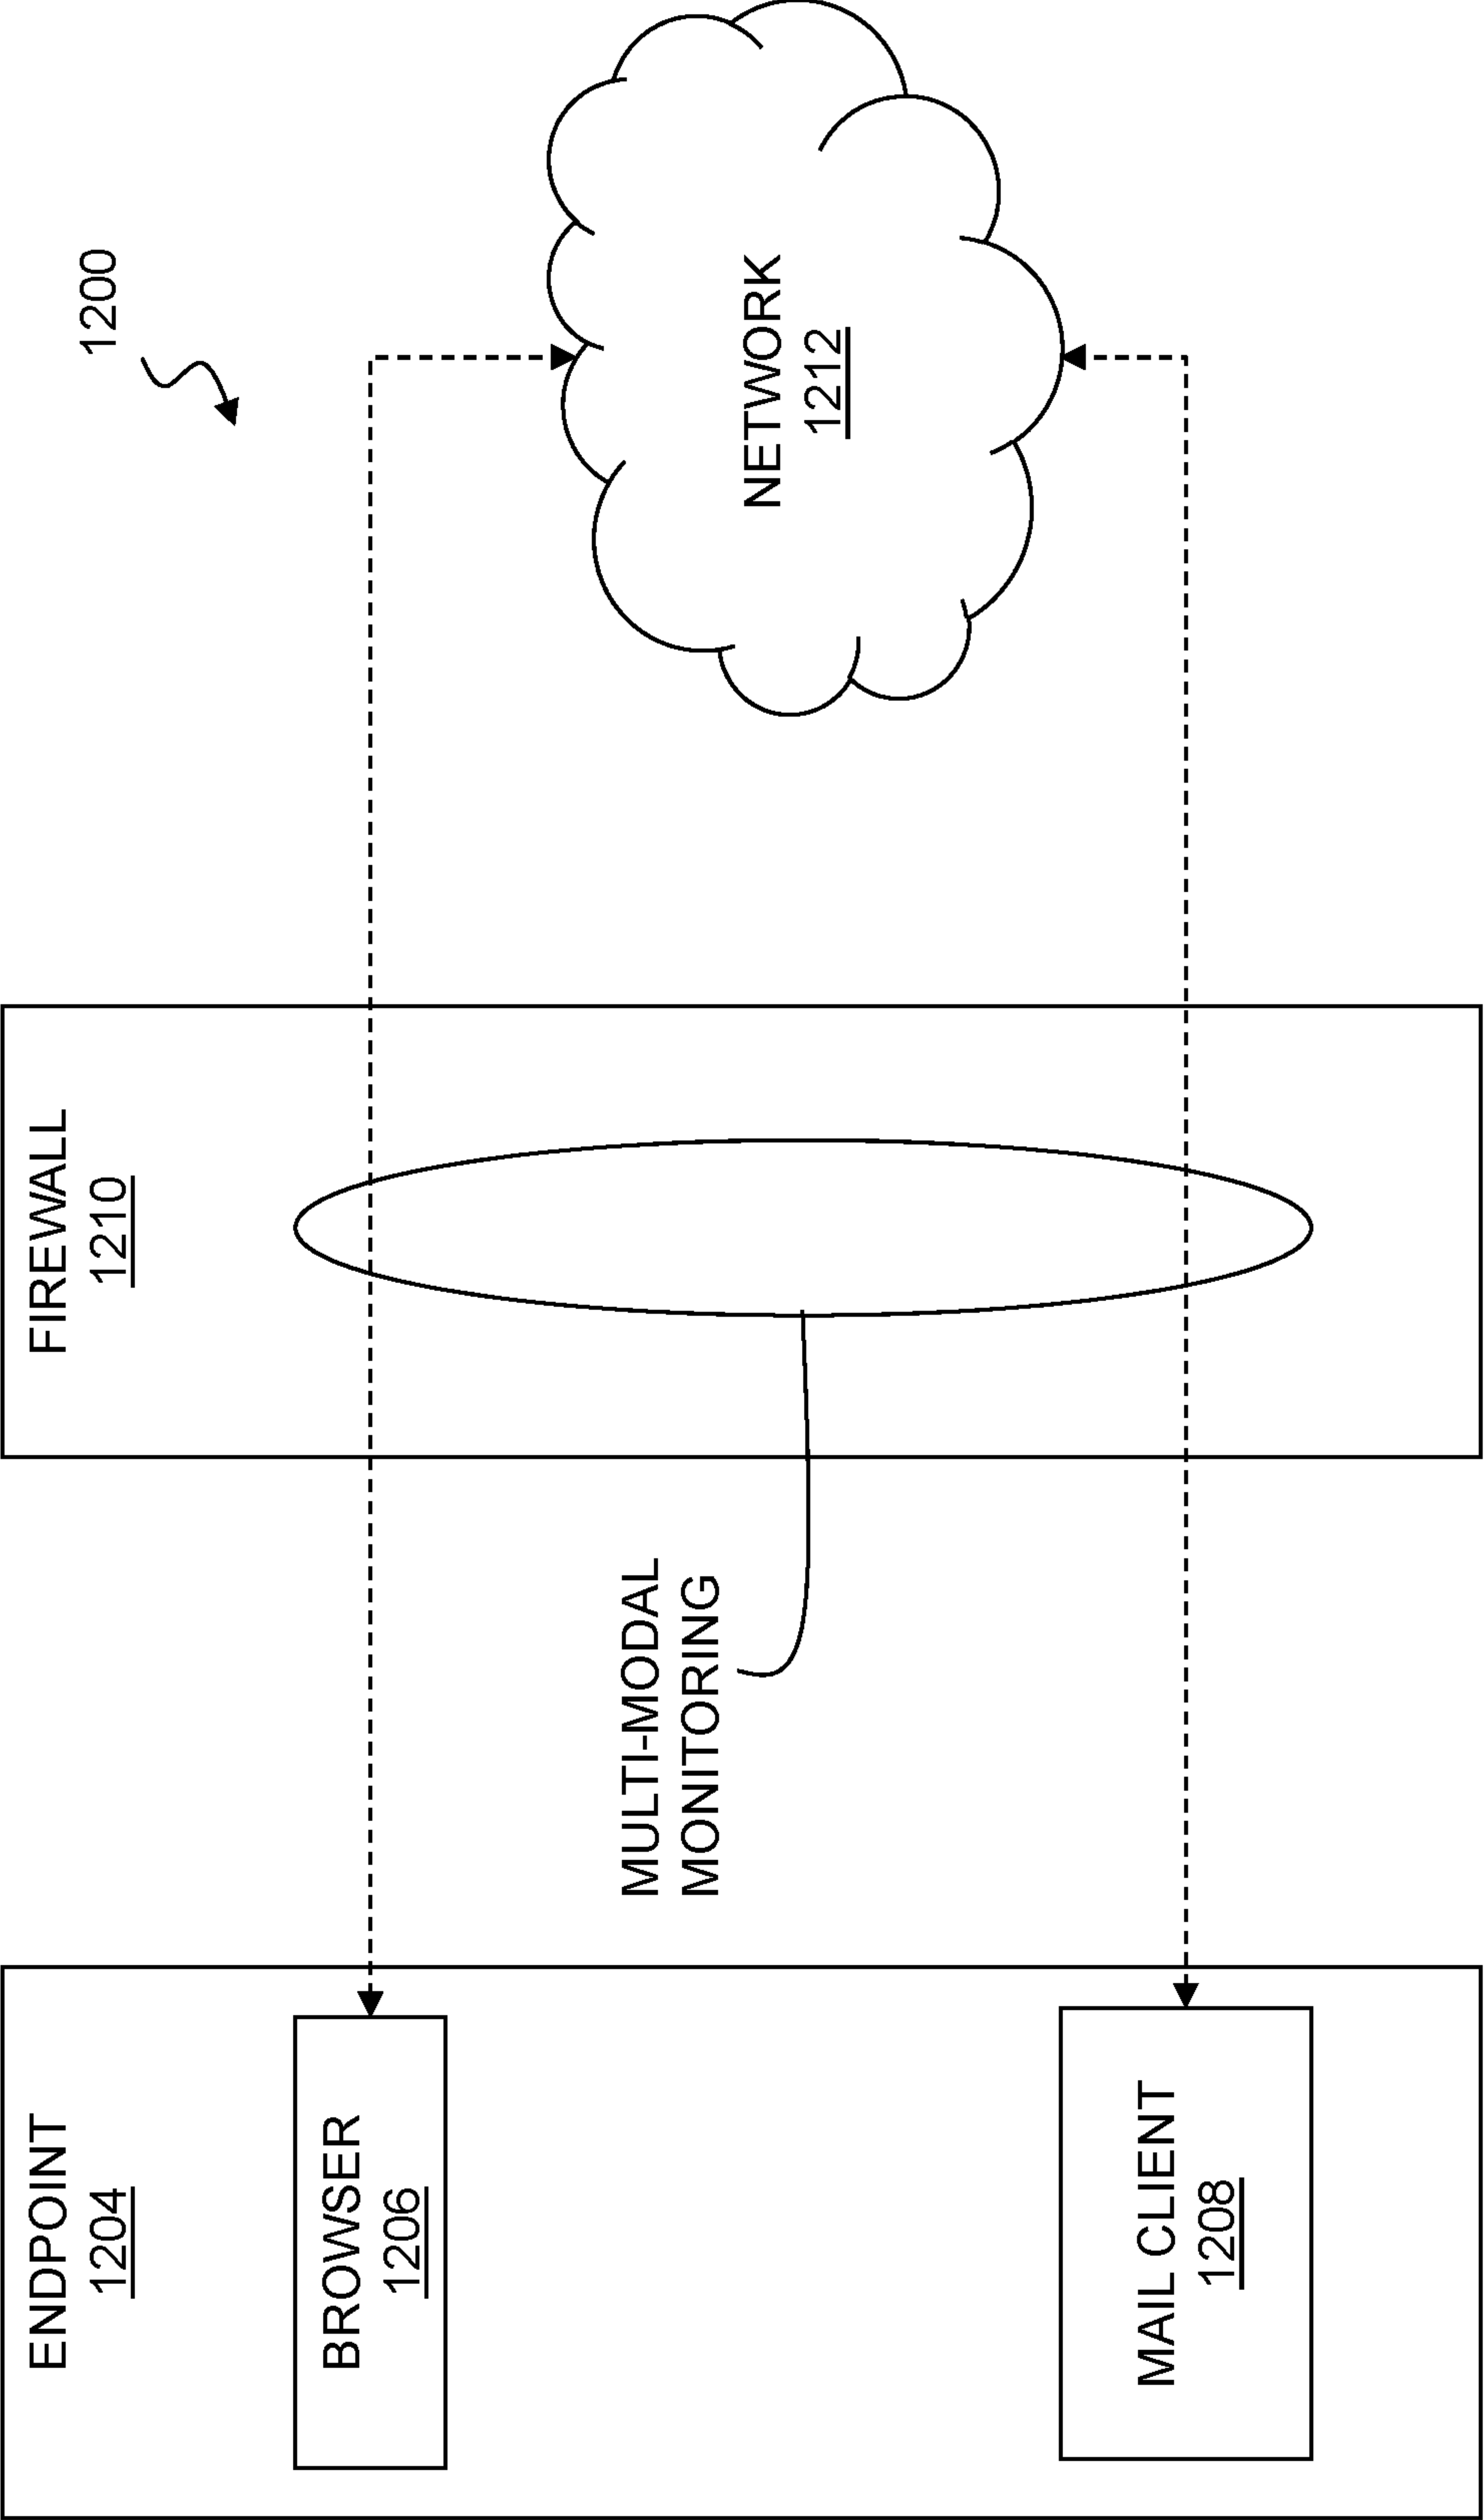 1200
ENDPOINT
1204
BROWSER
1206
MAIL CLIENT
1208
MULTI-MODAL
MONITORING
FIREWALL
1210
NETWORK
1212